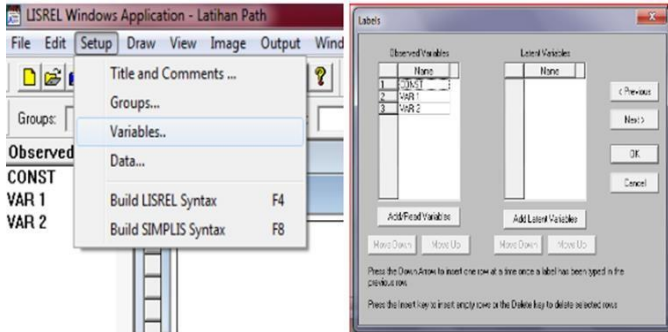 LISREL Windows Application - Latihan Path
File Edit Setup Draw View Image Output Wind
Title and Comments ...
Groups...
Variables..
Data...
Build LISREL Syntax F4
Build SIMPLIS Syntax F8
Groups:
Observed
CONST
VAR 1
VAR 2
Labels
Observed Variables
Name
1 CONST
2 VAR 1
3 VAR 2
Add/Read Variables
Move Down Move Up
Latent Variables
Name
Add Latent Variables
Move Down Move Up
< Previous
Next >
OK
Cancel
Press the Down Arrow to insert one row at a time once a label has been typed in the
previous row
Press the Insert key to insert empty rows or the Delete key to delete selected rows